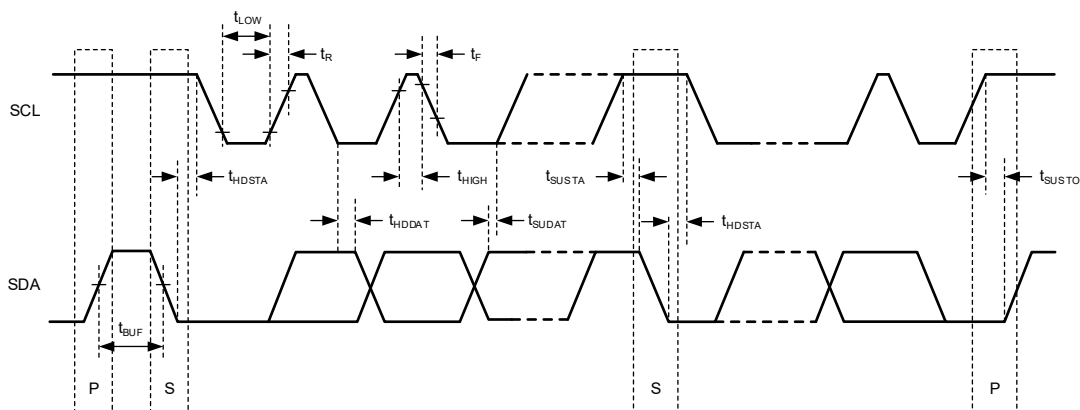 tLOW
tR
tF
SCL
tHDSTA
tHIGH
tSUSTA
tSUSTO
tHDDAT
tSUDAT
tHDSTA
SDA
tBUF
P
S
S
P